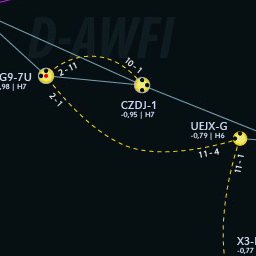 D-AWFI
G9-7U
,98 | H7
2-11
10-1
2-1
CZDJ-1
-0,95 | H7
UEJX-G
-0,79 | H6
11-4
11-1
X3-
-0,77